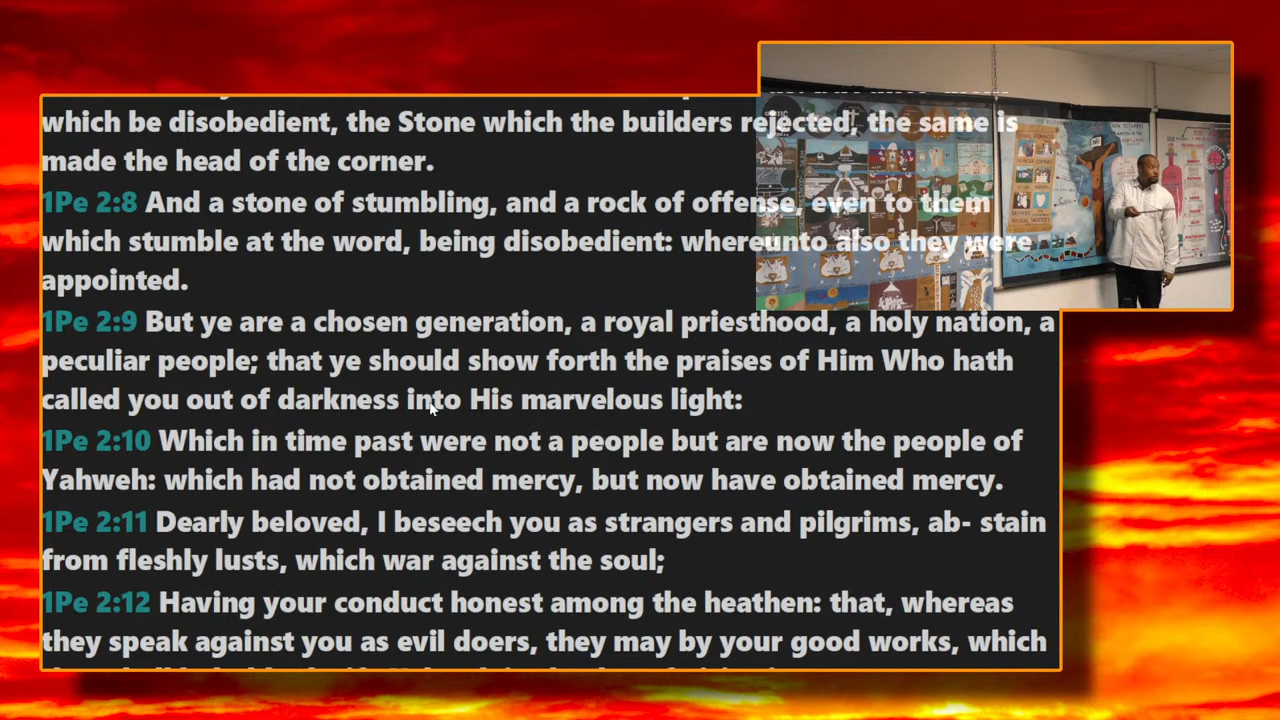 which be disobedient, the Stone which the builders rejected, the same is
made the head of the corner.
1Pe 2:8 And a stone of stumbling, and a rock of offense, even to them
which stumble at the word, being disobedient: whereunto also they were
appointed.
1Pe 2:9 But ye are a chosen generation, a royal priesthood, a holy nation, a
peculiar people; that ye should show forth the praises of Him Who hath
called you out of darkness into His marvelous light:
1Pe 2:10 Which in time past were not a people but are now the people of
Yahweh: which had not obtained mercy, but now have obtained mercy.
1Pe 2:11 Dearly beloved, I beseech you as strangers and pilgrims, ab- stain
from fleshly lusts, which war against the soul;
1Pe 2:12 Having your conduct honest among the heathen: that, whereas
they speak against you as evil doers, they may by your good works, which